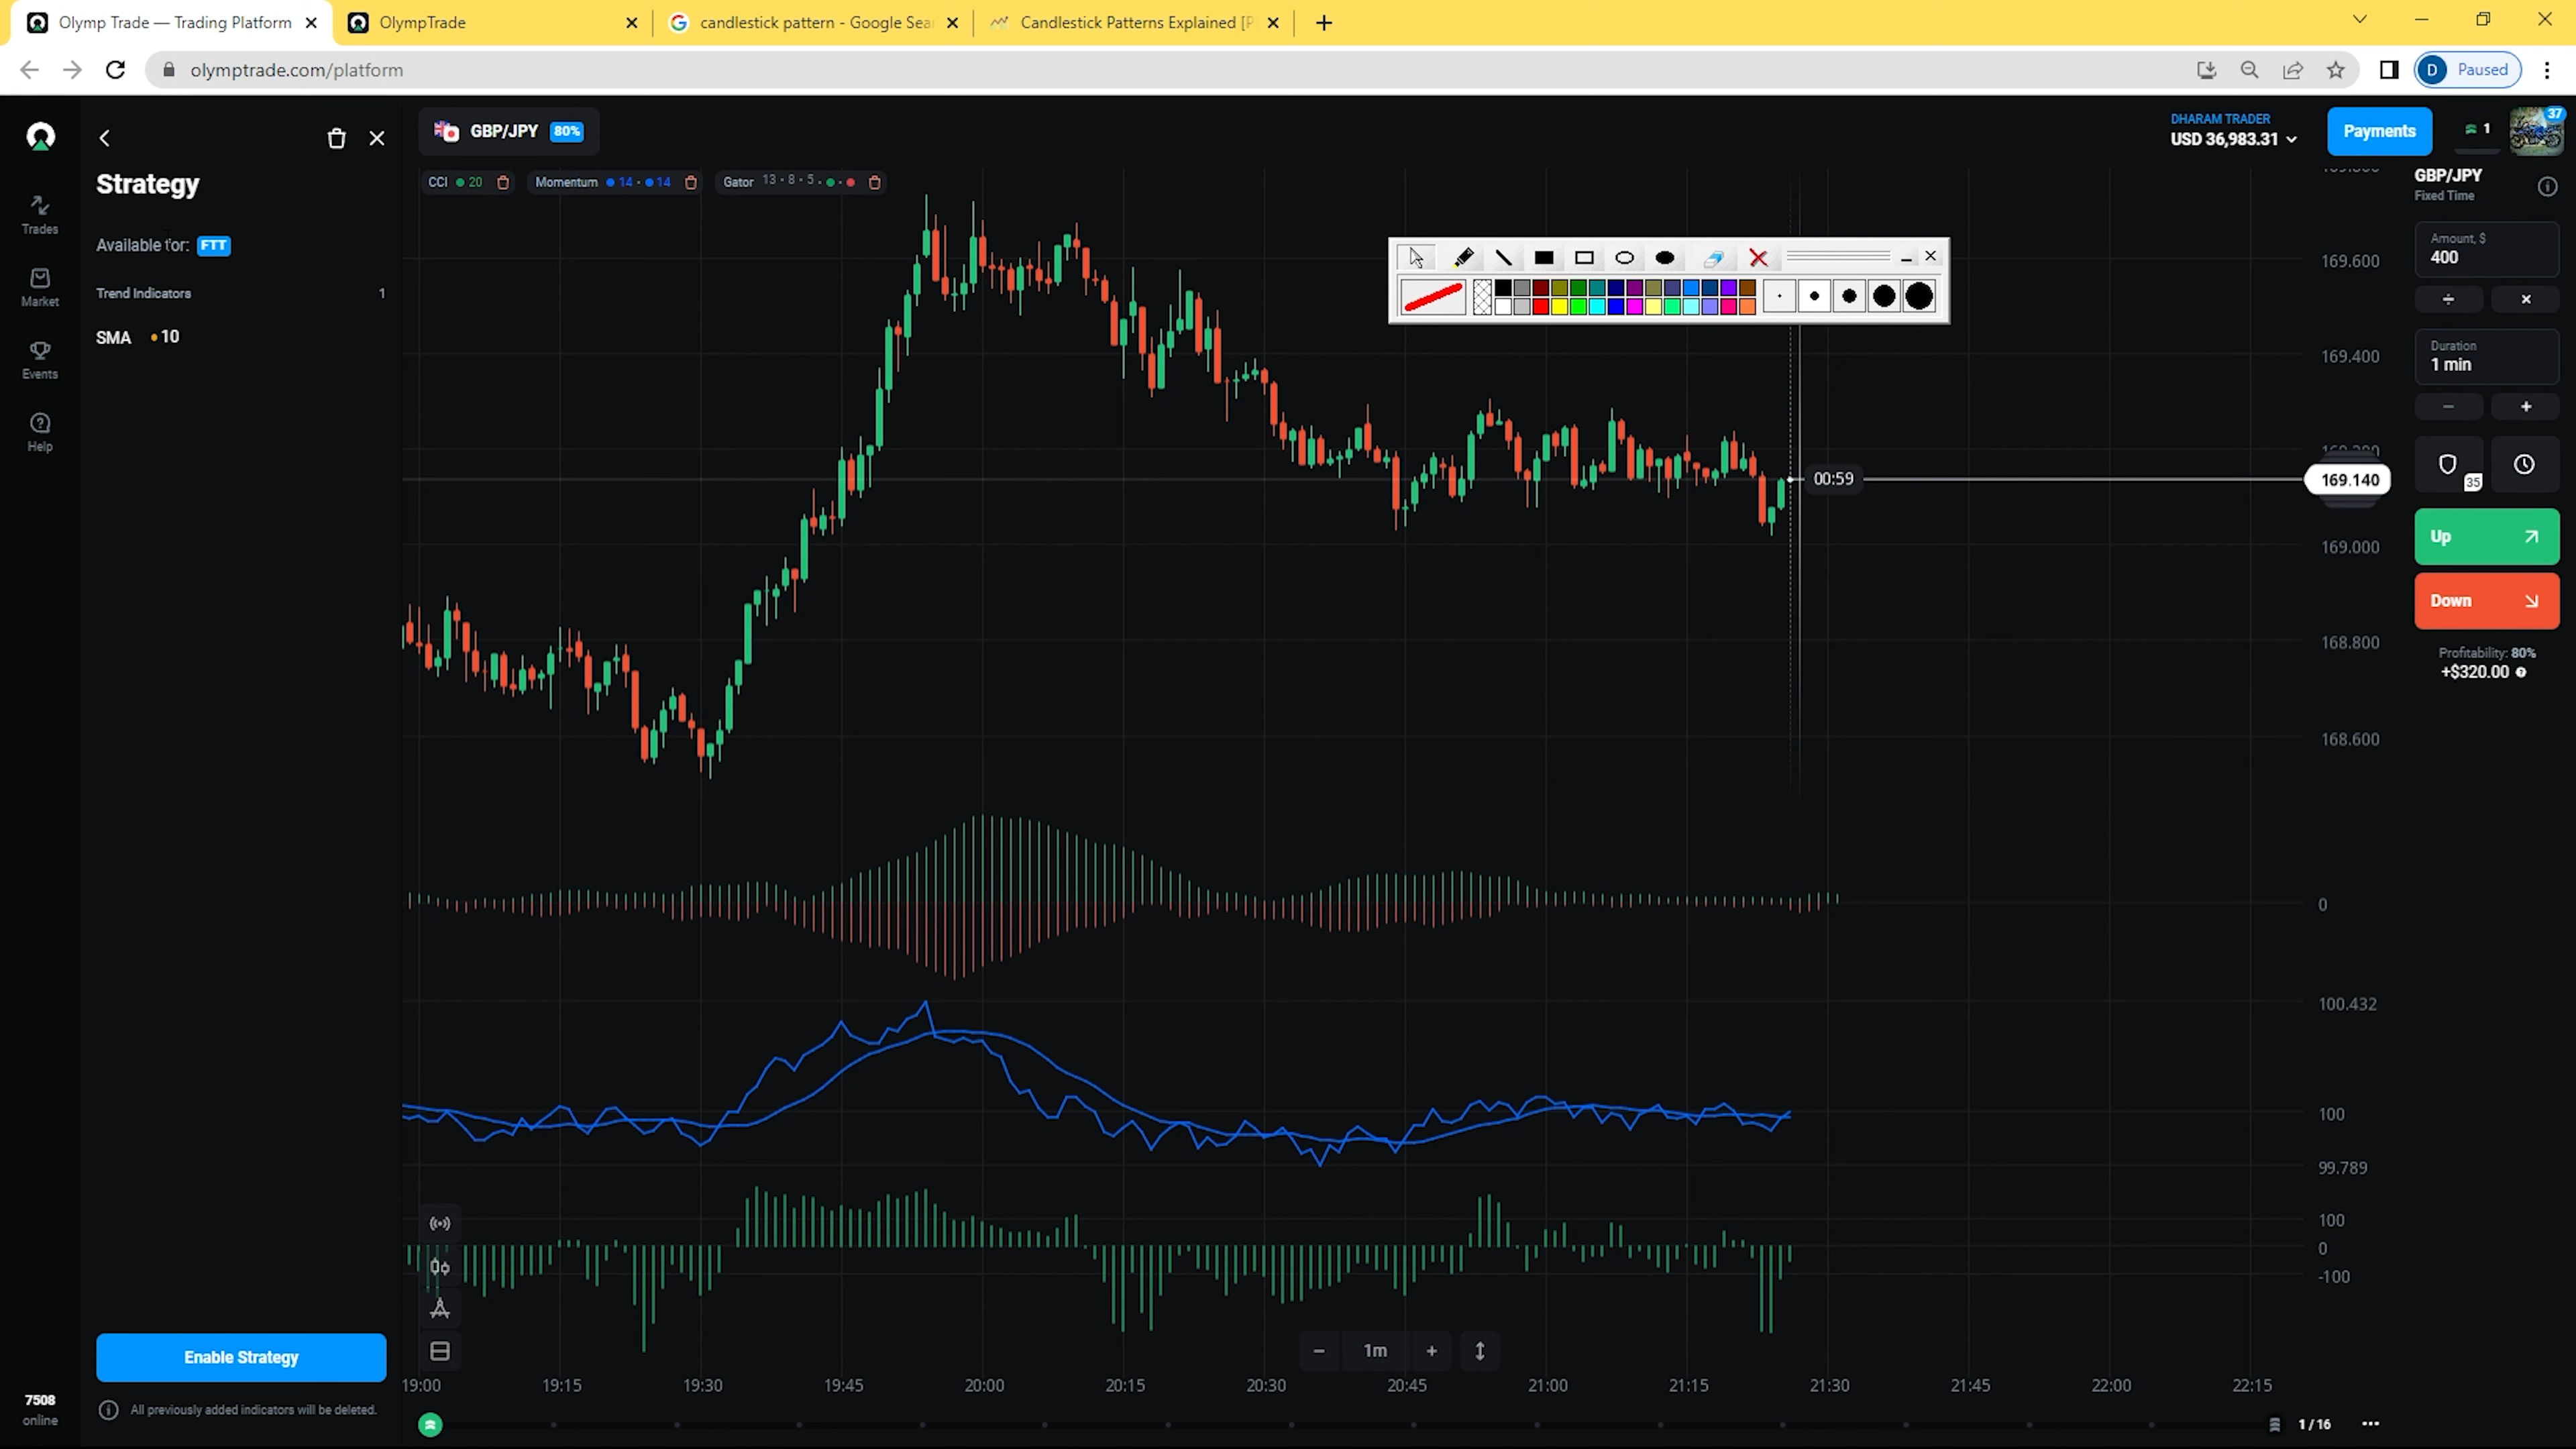 Olymp Trade — Trading Platform
OlympTrade
candlestick pattern - Google Sea
Candlestick Patterns Explained [P
olymptrade.com/platform
D Paused
Trades
Market
Events
Help
7508
online
Strategy
Available for: FTT
Trend Indicators 1
SMA 10
Enable Strategy
All previously added indicators will be deleted.
GBP/JPY 80%
CCI 20
Momentum 14 · 14
Gator 13 · 8 · 5
DHARAM TRADER
USD 36,983.31
Payments
1
37
00:59
169.600
169.400
169.140
169.000
168.800
168.600
0
100.432
100
99.789
100
0
-100
1m
19:00 19:15 19:30 19:45 20:00 20:15 20:30 20:45 21:00 21:15 21:30 21:45 22:00 22:15
1 / 16
GBP/JPY
Fixed Time
Amount, $
400
÷ ×
Duration
1 min
− +
35
Up
Down
Profitability: 80%
+$320.00